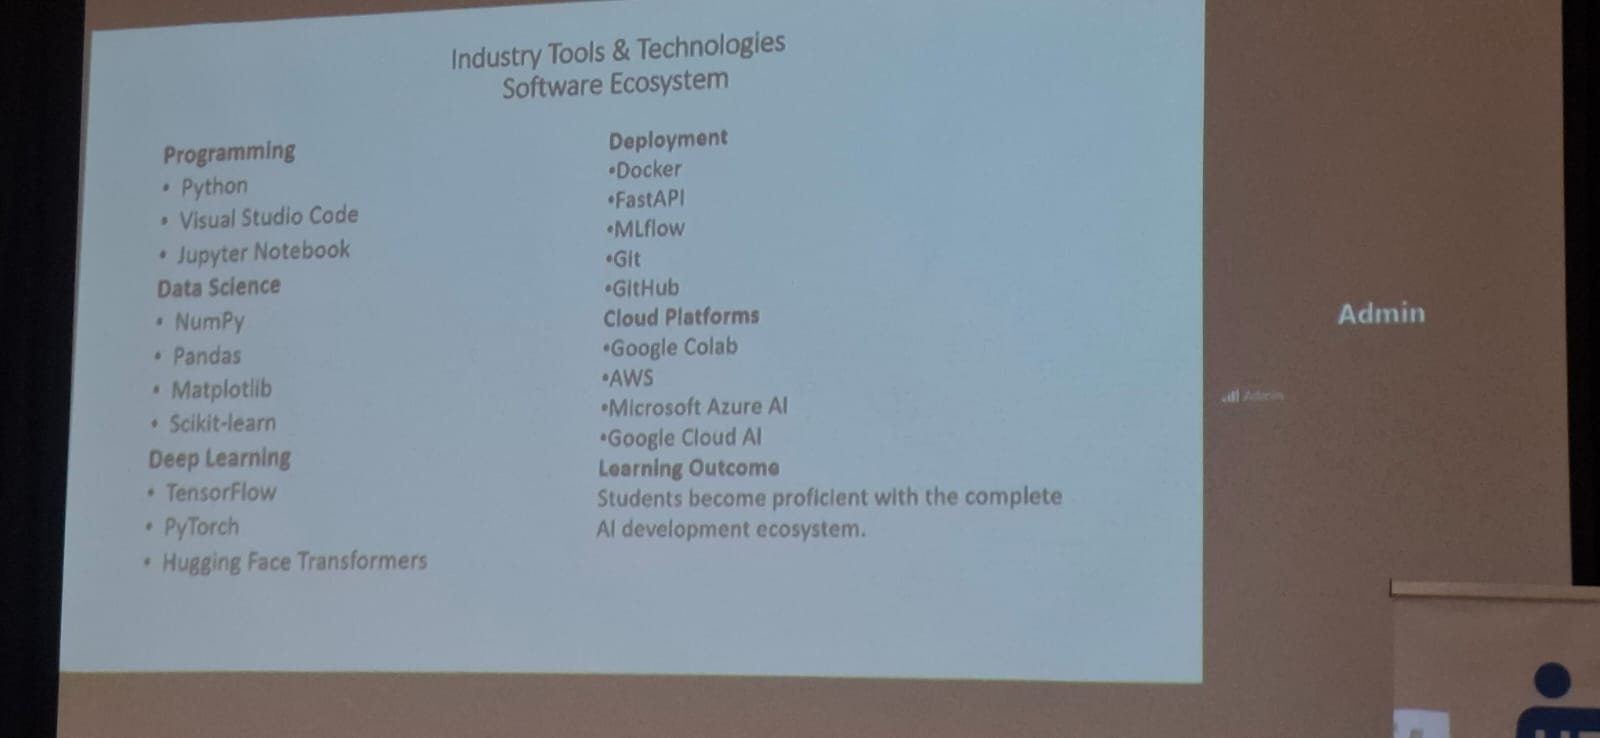 Industry Tools & Technologies
Software Ecosystem
Programming
• Python
• Visual Studio Code
• Jupyter Notebook
Data Science
• NumPy
• Pandas
• Matplotlib
• Scikit-learn
Deep Learning
• TensorFlow
• PyTorch
• Hugging Face Transformers
Deployment
•Docker
•FastAPI
•MLflow
•Git
•GitHub
Cloud Platforms
•Google Colab
•AWS
•Microsoft Azure AI
•Google Cloud AI
Learning Outcome
Students become proficient with the complete
AI development ecosystem.
Admin
Admin